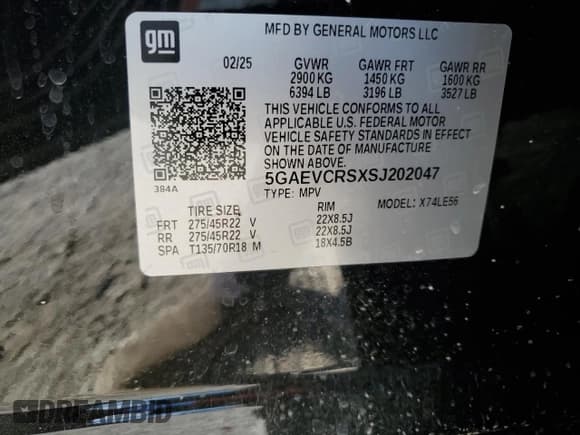 gm
MFD BY GENERAL MOTORS LLC
02/25 GVWR GAWR FRT GAWR RR
2900 KG 1450 KG 1600 KG
6394 LB 3196 LB 3527 LB
THIS VEHICLE CONFORMS TO ALL
APPLICABLE U.S. FEDERAL MOTOR
VEHICLE SAFETY STANDARDS IN EFFECT
ON THE DATE OF MANUFACTURE
SHOWN ABOVE.
5GAEVCRSXSJ202047
384A
TYPE: MPV MODEL: X74LE56
TIRE SIZE RIM
FRT 275/45R22 V 22X8.5J
RR 275/45R22 V 22X8.5J
SPA T135/70R18 M 18X4.5B
DREAMBID